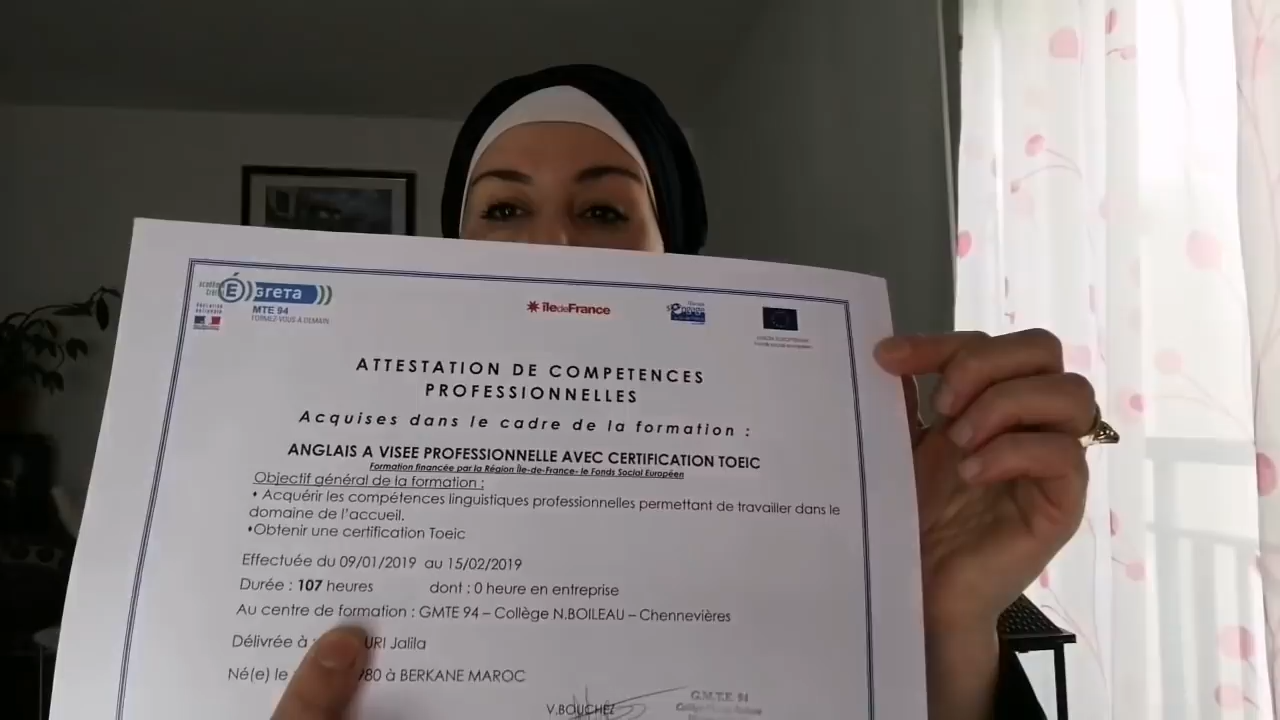 GRETA
MTE 94
FORMEZ-VOUS À DEMAIN
îledeFrance
ATTESTATION DE COMPETENCES
PROFESSIONNELLES
Acquises dans le cadre de la formation :
ANGLAIS A VISEE PROFESSIONNELLE AVEC CERTIFICATION TOEIC
Formation financée par la Région Île-de-France- le Fonds Social Européen
Objectif général de la formation :
• Acquérir les compétences linguistiques professionnelles permettant de travailler dans le
domaine de l'accueil.
•Obtenir une certification Toeic
Effectuée du 09/01/2019 au 15/02/2019
Durée : 107 heures dont : 0 heure en entreprise
Au centre de formation : GMTE 94 – Collège N.BOILEAU – Chennevières
Délivrée à URI Jalila
Né(e) le 980 à BERKANE MAROC
V.BOUCHEZ
G.M.T.E. 94